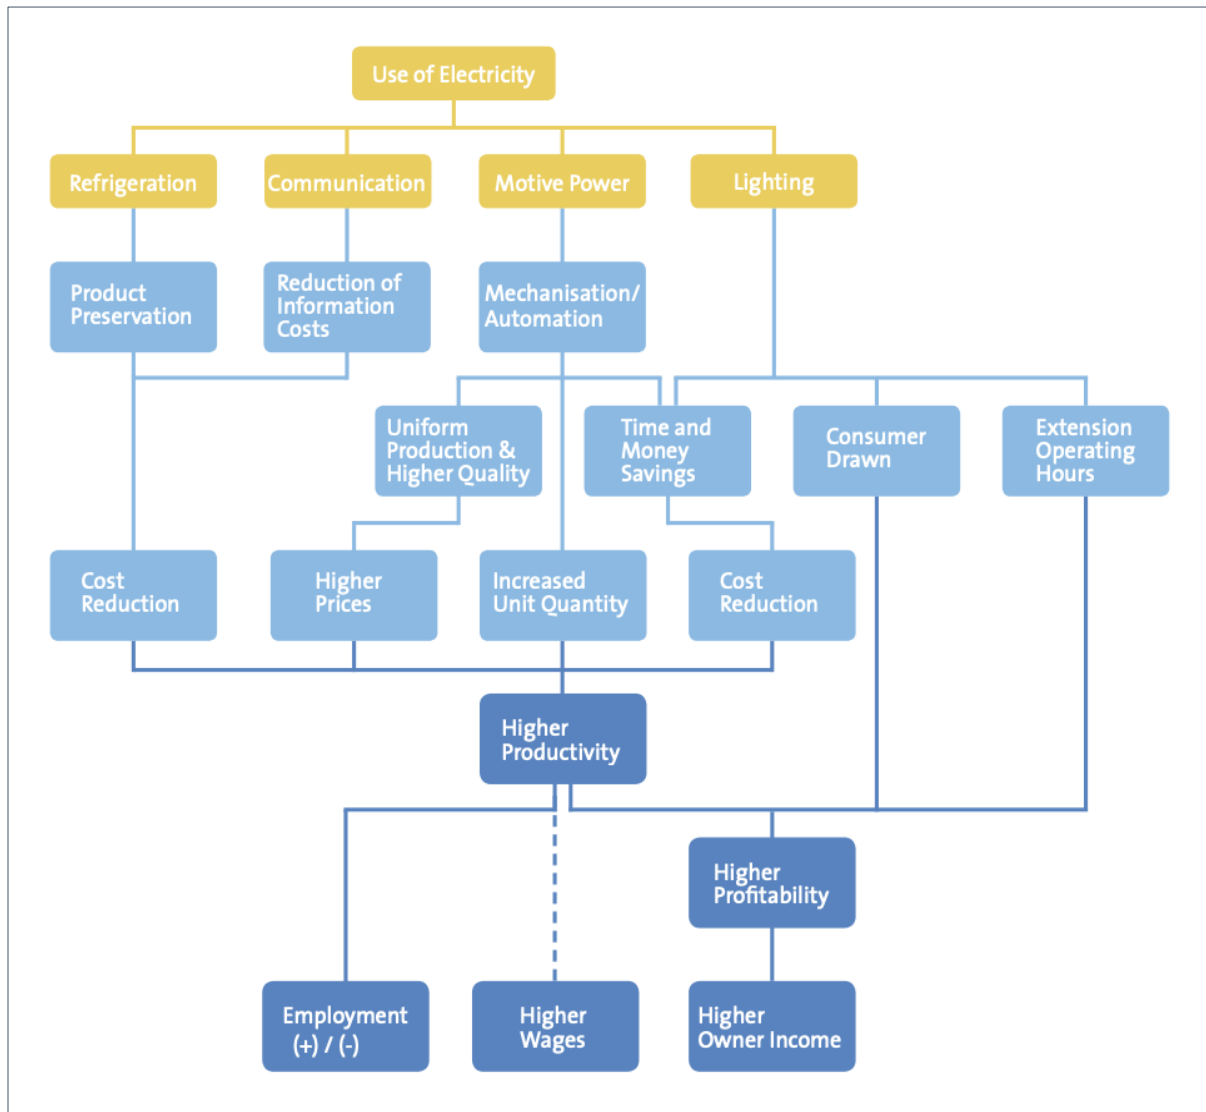 Use of Electricity
Refrigeration
Communication
Motive Power
Lighting
Product
Preservation
Reduction of
Information
Costs
Mechanisation/
Automation
Uniform
Production &
Higher Quality
Time and
Money
Savings
Consumer
Drawn
Extension
Operating
Hours
Cost
Reduction
Higher
Prices
Increased
Unit Quantity
Cost
Reduction
Higher
Productivity
Higher
Profitability
Employment
(+) / (-)
Higher
Wages
Higher
Owner Income